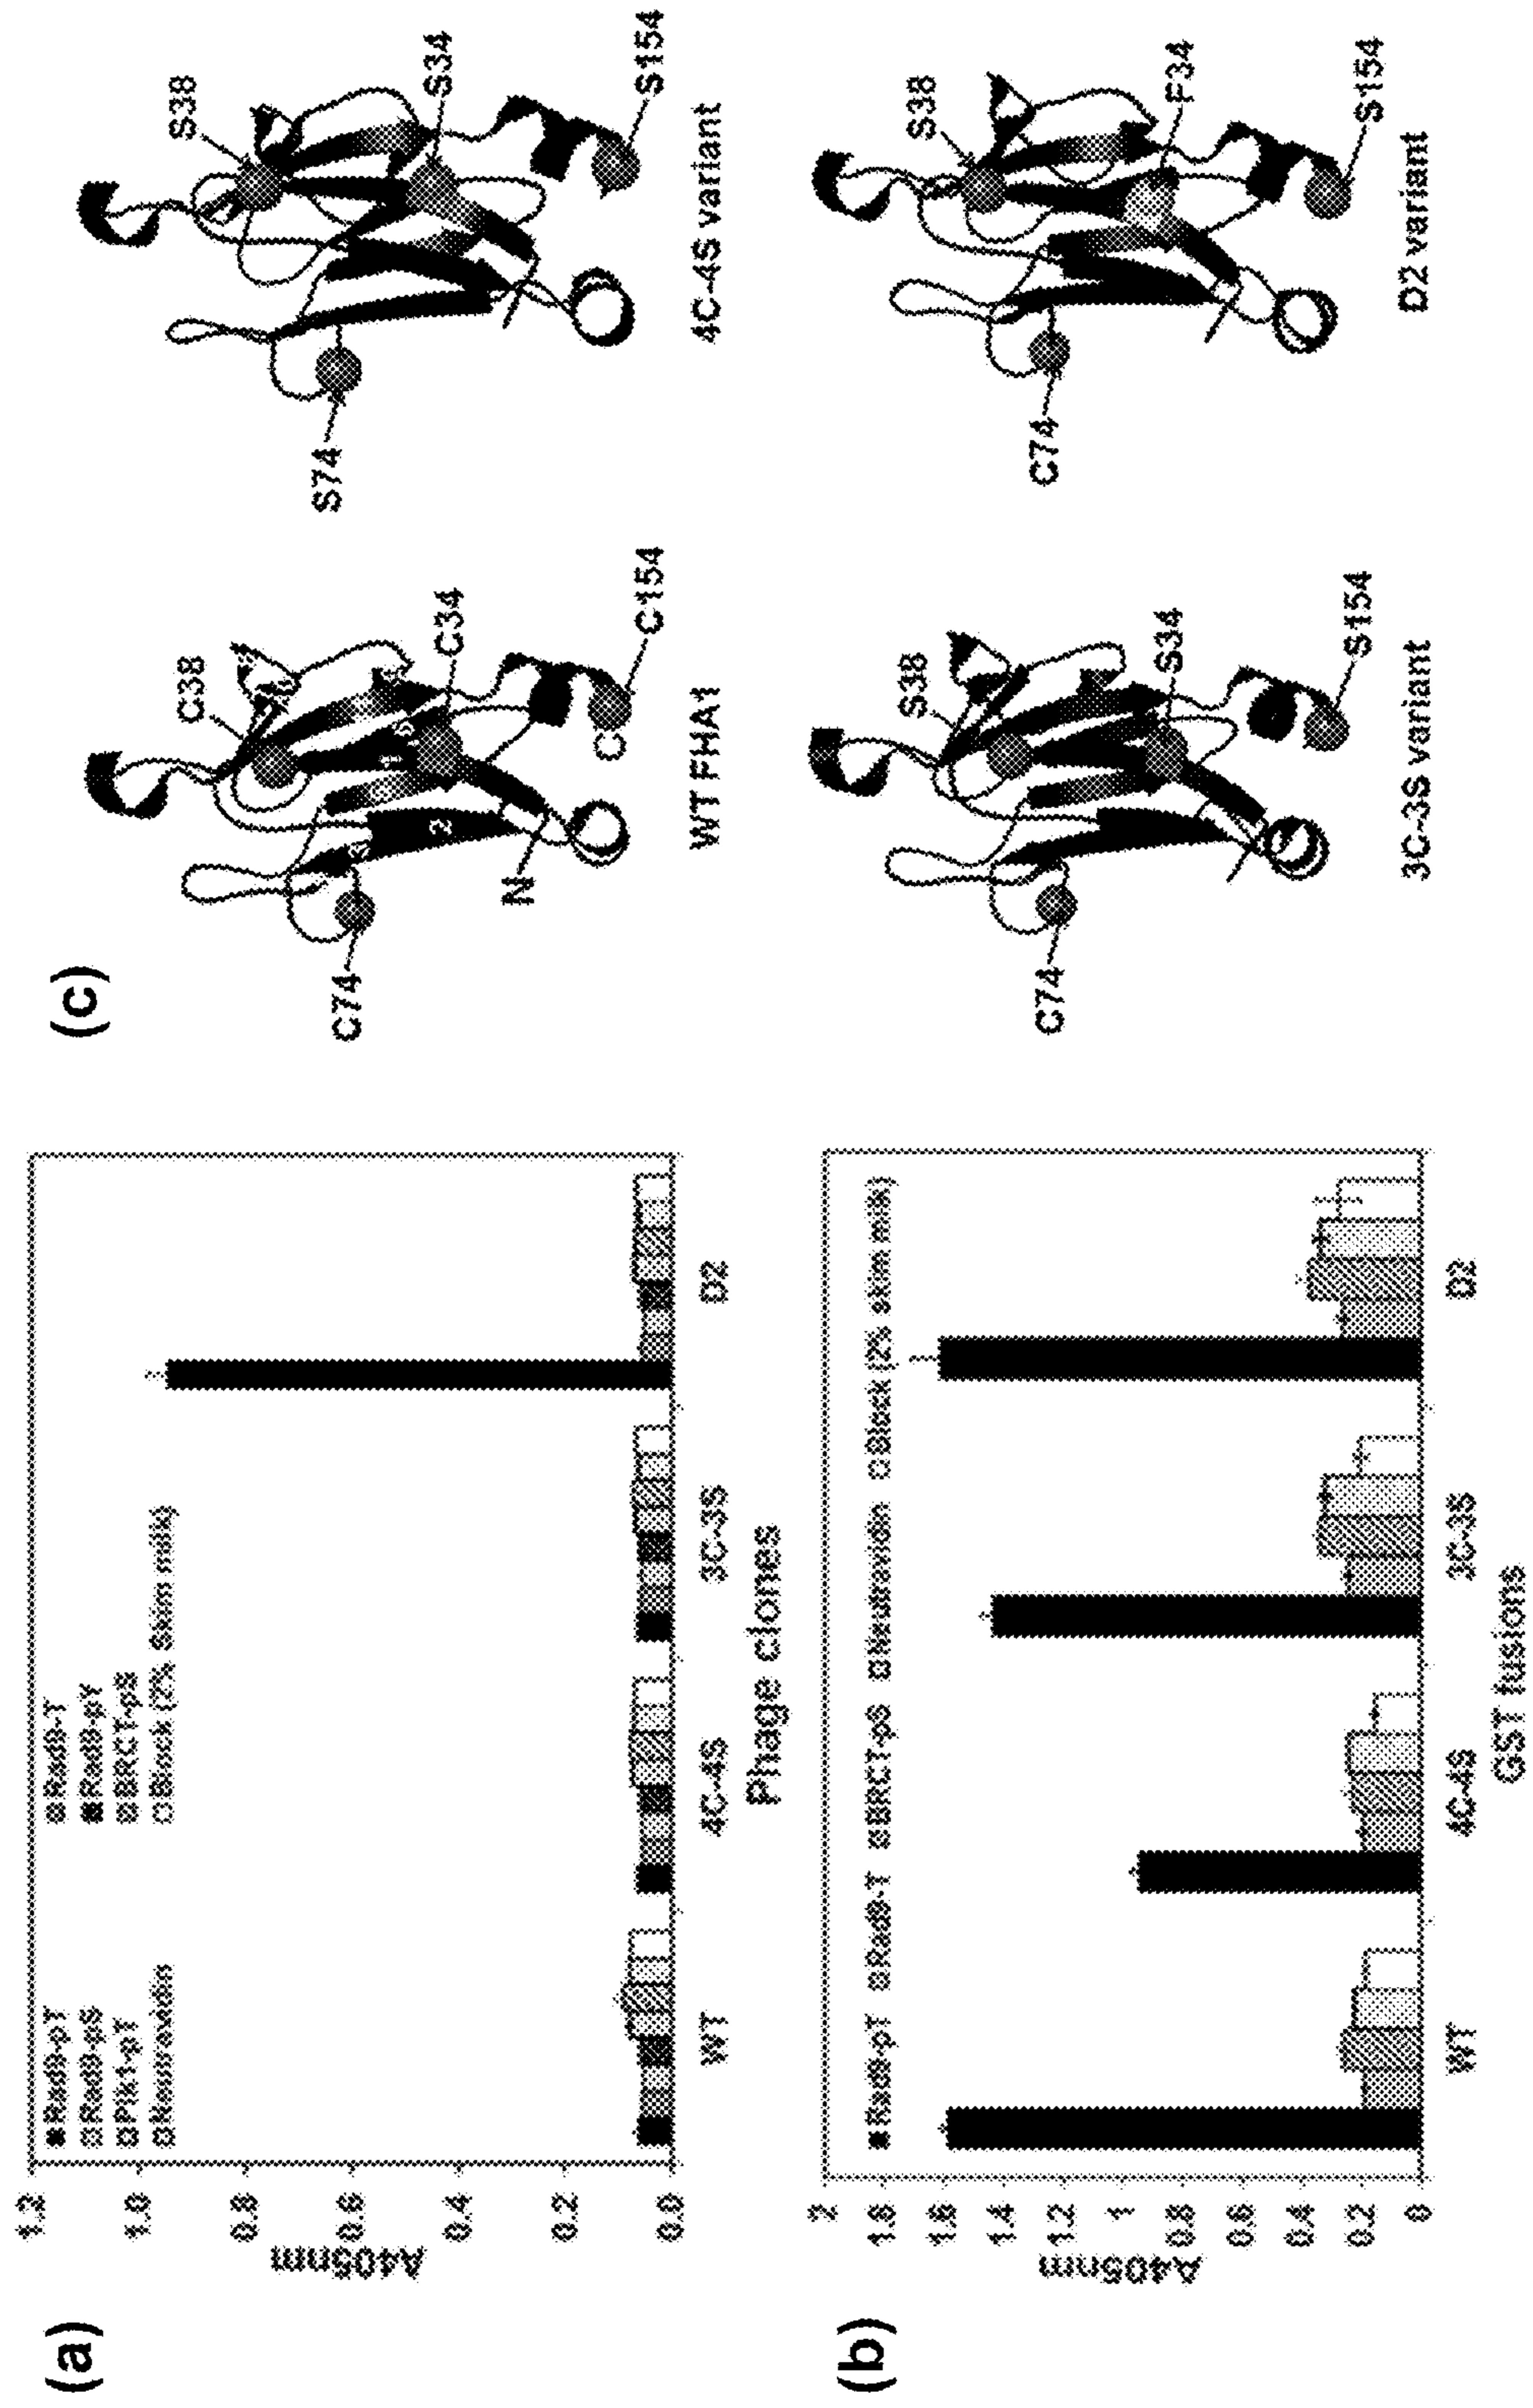 (a)
1.2
1.0
0.8
0.6
0.4
0.2
0.0
A405nm
Rad9-pT
Rad9-T
Rad9-pS
Rad9-pY
Plk1-pT
BRCT-pS
Neutravidin
Block (2% Skim milk)
WT
4C-4S
3C-3S
D2
Phage clones
(b)
2
1.8
1.6
1.4
1.2
1
0.8
0.6
0.4
0.2
0
A405nm
Rad9-pT Rad9-T BRCT-pS Neutravidin Block (2% skim milk)
WT
4C-4S
3C-3S
D2
GST fusions
(c)
C38
C34
C154
C
N
C74
WT FHA1
S38
S34
S154
S74
4C-4S variant
S38
S34
S154
C74
3C-3S variant
S38
F34
S154
C74
D2 variant